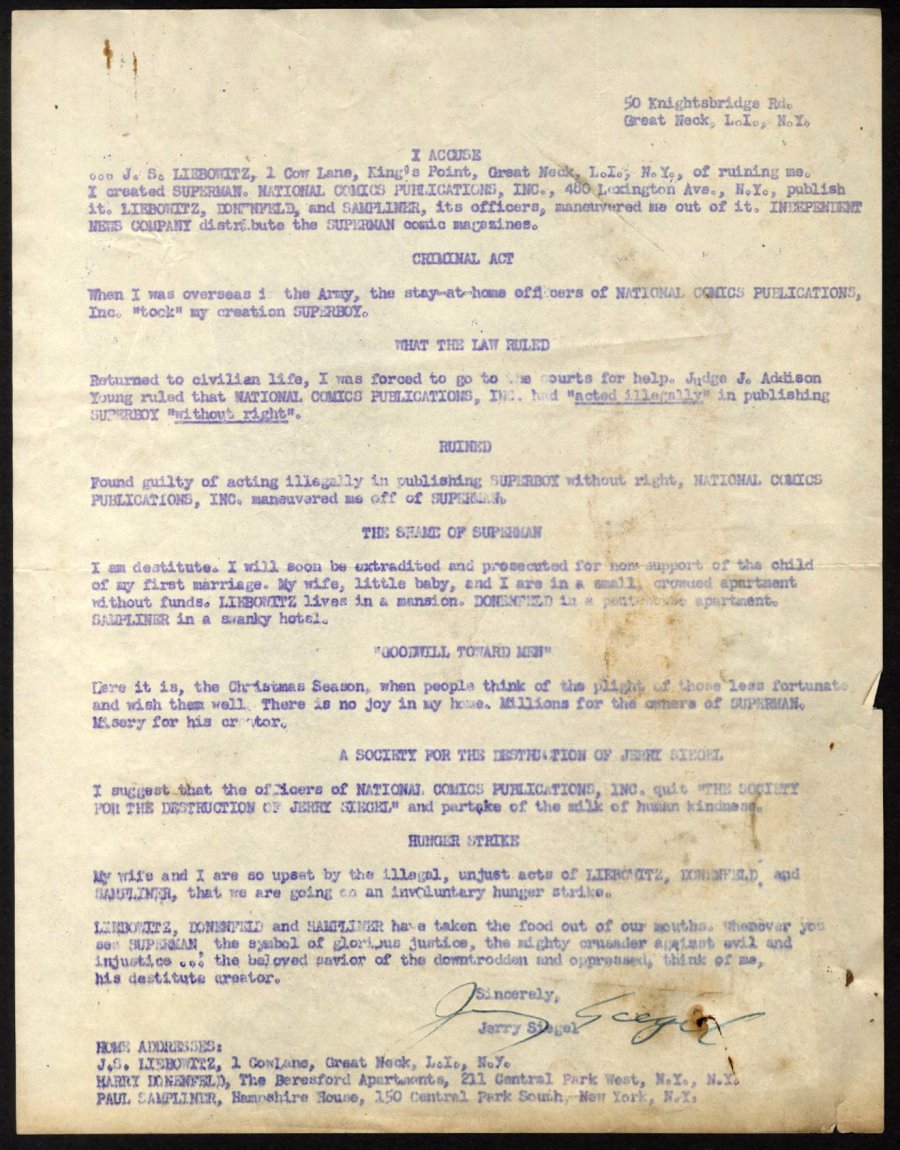 50 Knightsbridge Rd.
Great Neck, L.I., N.Y.
I ACCUSE
... J. S. LIEBOWITZ, 1 Cow Lane, King's Point, Great Neck, L.I., N.Y., of ruining me.
I created SUPERMAN. NATIONAL COMICS PUBLICATIONS, INC., 480 Lexington Ave., N.Y., publish
it. LIEBOWITZ, DONENFELD, and SAMPLINER, its officers, maneuvered me out of it. INDEPENDENT
NEWS COMPANY distribute the SUPERMAN comic magazines.
CRIMINAL ACT
When I was overseas in the Army, the stay-at-home officers of NATIONAL COMICS PUBLICATIONS,
Inc. "took" my creation SUPERBOY.
WHAT THE LAW RULED
Returned to civilian life, I was forced to go to the courts for help. Judge J. Addison
Young ruled that NATIONAL COMICS PUBLICATIONS, INC. had "acted illegally" in publishing
SUPERBOY "without right".
RUINED
Found guilty of acting illegally in publishing SUPERBOY without right, NATIONAL COMICS
PUBLICATIONS, INC. maneuvered me off of SUPERMAN.
THE SHAME OF SUPERMAN
I am destitute. I will soon be extradited and prosecuted for non-support of the child
of my first marriage. My wife, little baby, and I are in a small, crowded apartment
without funds. LIEBOWITZ lives in a mansion. DONENFELD in a penthouse apartment.
SAMPLINER in a swanky hotel.
"GOODWILL TOWARD MEN"
Here it is, the Christmas Season, when people think of the plight of those less fortunate
and wish them well. There is no joy in my home. Millions for the owners of SUPERMAN.
Misery for his creator.
A SOCIETY FOR THE DESTRUCTION OF JERRY SIEGEL
I suggest that the officers of NATIONAL COMICS PUBLICATIONS, INC. quit "THE SOCIETY
FOR THE DESTRUCTION OF JERRY SIEGEL" and partake of the milk of human kindness.
HUNGER STRIKE
My wife and I are so upset by the illegal, unjust acts of LIEBOWITZ, DONENFELD, and
SAMPLINER, that we are going on an involuntary hunger strike.
LIEBOWITZ, DONENFELD and SAMPLINER have taken the food out of our mouths. Whenever you
see SUPERMAN, the symbol of glorious justice, the mighty crusader against evil and
injustice ... the beloved savior of the downtrodden and oppressed, think of me,
his destitute creator.
Sincerely,
Jerry Siegel
Jerry Siegel
HOME ADDRESSES:
J.S. LIEBOWITZ, 1 CowLane, Great Neck, L.I., N.Y.
HARRY DONENFELD, The Beresford Apartments, 211 Central Park West, N.Y., N.Y.
PAUL SAMPLINER, Hampshire House, 150 Central Park South, New York, N.Y.